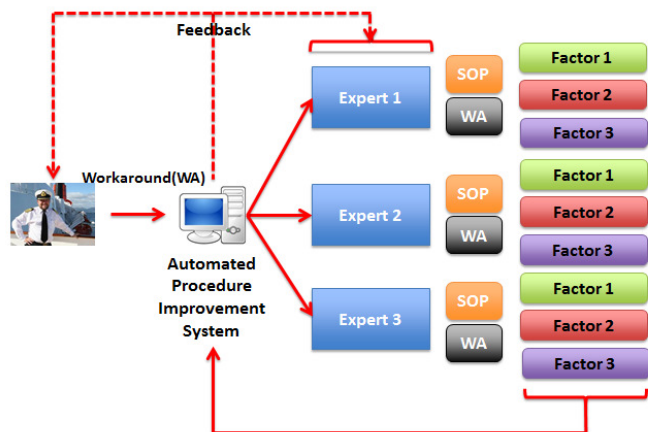 Feedback
Workaround(WA)
Automated
Procedure
Improvement
System
Expert 1
SOP
WA
Factor 1
Factor 2
Factor 3
Expert 2
SOP
WA
Factor 1
Factor 2
Factor 3
Expert 3
SOP
WA
Factor 1
Factor 2
Factor 3